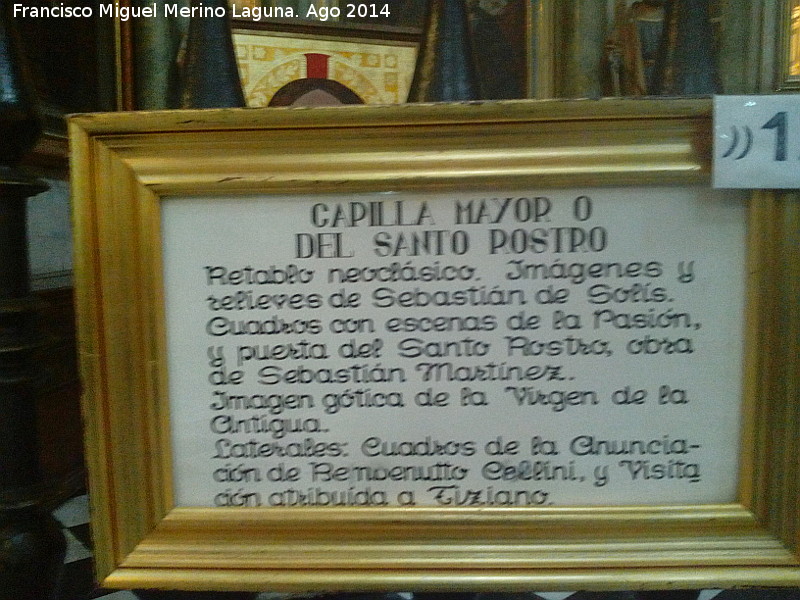 Francisco Miguel Merino Laguna. Ago 2014
CAPILLA MAYOR O
DEL SANTO ROSTRO
Retablo neoclásico. Imágenes y
relieves de Sebastián de Solís.
Cuadros con escenas de la Pasión,
y puerta del Santo Rostro, obra
de Sebastián Martínez.
Imagen gótica de la Virgen de la
Antigua.
Laterales: Cuadros de la Anuncia-
ción de Benvenutto Cellini, y Visita
ción atribuída a Tiziano.